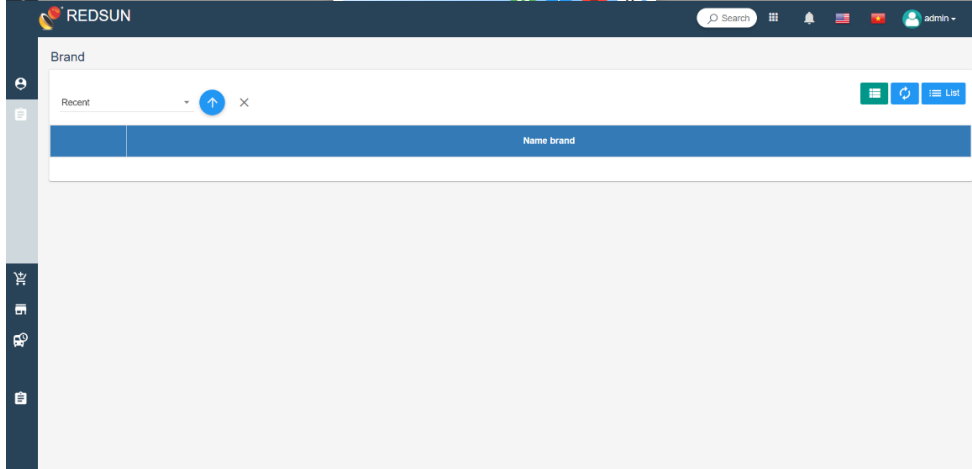 REDSUN
Search
admin
Brand
Recent
List
Name brand